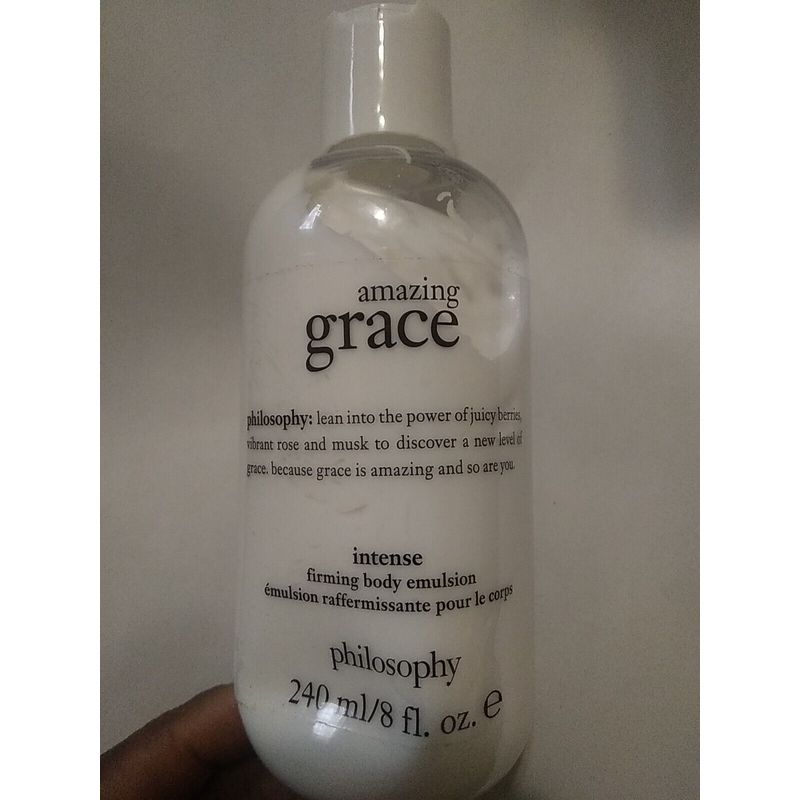 amazing
grace
philosophy: lean into the power of juicy berries,
vibrant rose and musk to discover a new level of
grace. because grace is amazing and so are you.
intense
firming body emulsion
émulsion raffermissante pour le corps
philosophy
240 ml/8 fl. oz. e